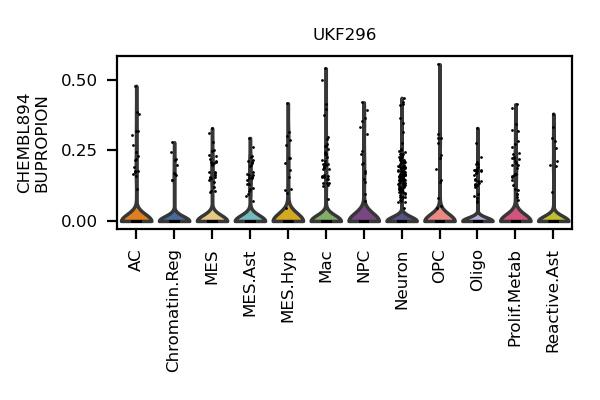 UKF296
CHEMBL894
BUPROPION
0.50
0.25
0.00
AC
Chromatin.Reg
MES
MES.Ast
MES.Hyp
Mac
NPC
Neuron
OPC
Oligo
Prolif.Metab
Reactive.Ast